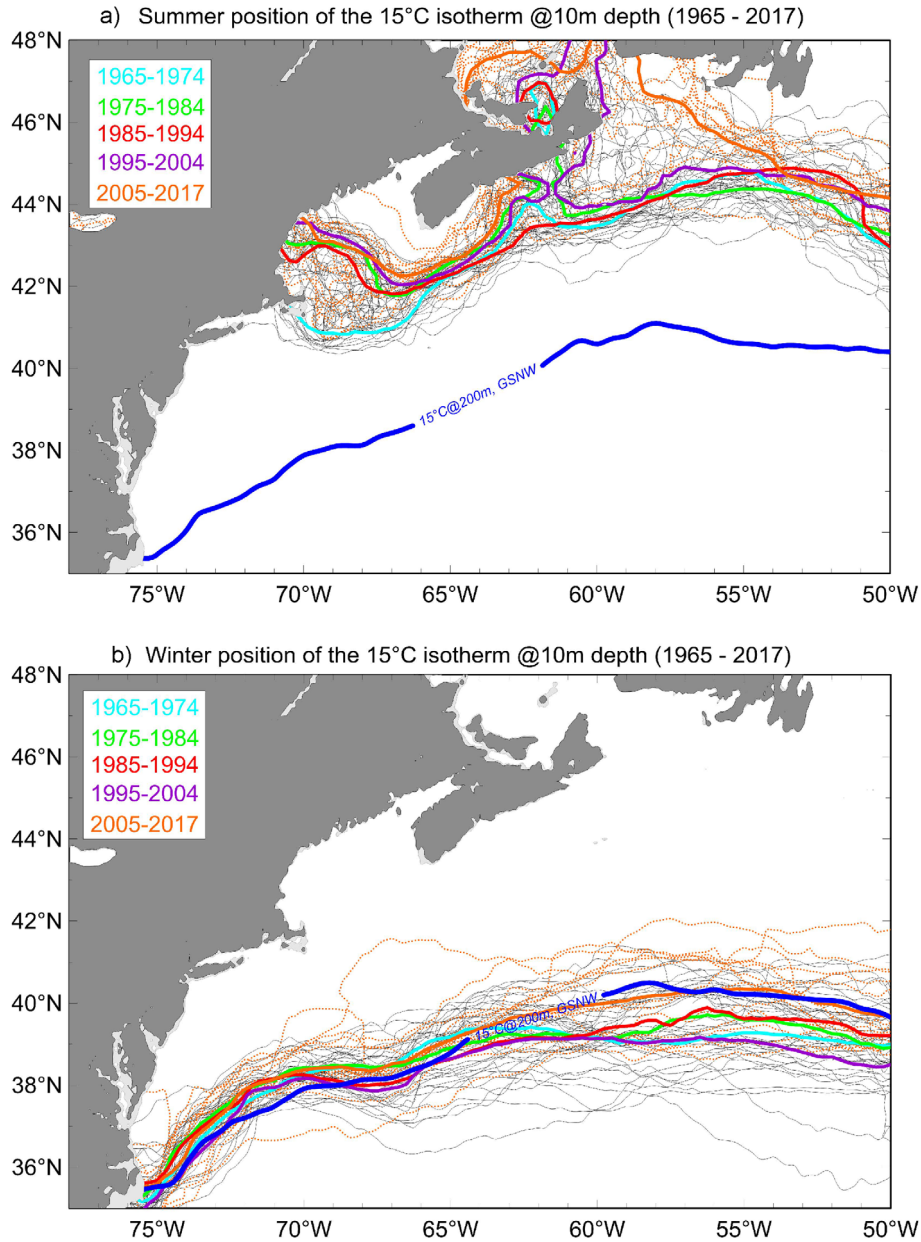 a) Summer position of the 15°C isotherm @10m depth (1965 - 2017)
48°N
1965-1974
1975-1984
1985-1994
1995-2004
2005-2017
46°N
44°N
42°N
40°N
15°C@200m, GSNW
38°N
36°N
75°W 70°W 65°W 60°W 55°W 50°W
b) Winter position of the 15°C isotherm @10m depth (1965 - 2017)
48°N
1965-1974
1975-1984
1985-1994
1995-2004
2005-2017
46°N
44°N
42°N
40°N
15°C@200m, GSNW
38°N
36°N
75°W 70°W 65°W 60°W 55°W 50°W